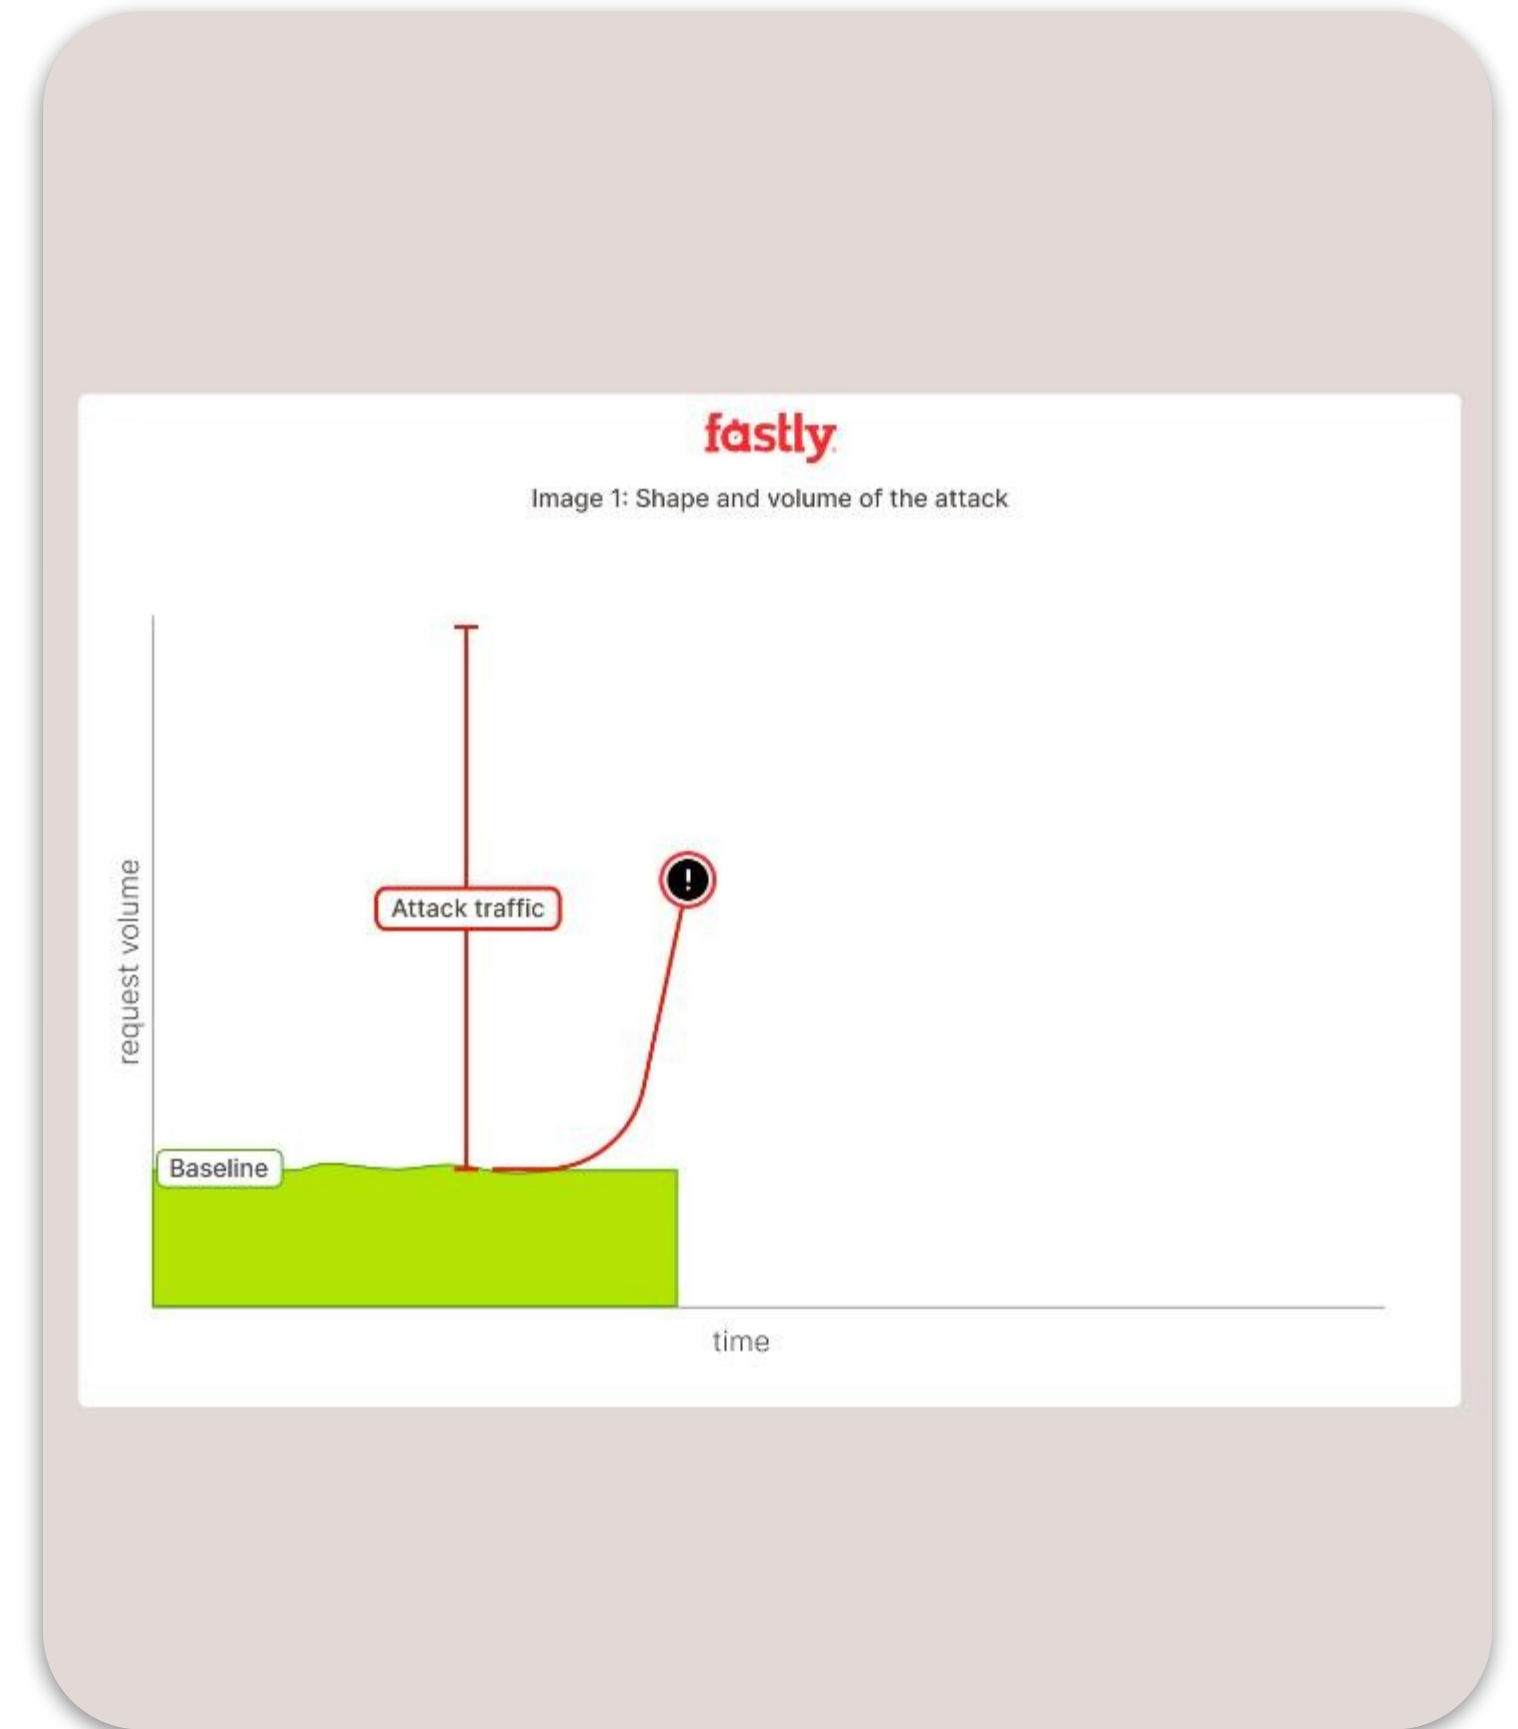 fastly
Image 1: Shape and volume of the attack
request volume
Attack traffic
!
Baseline
time